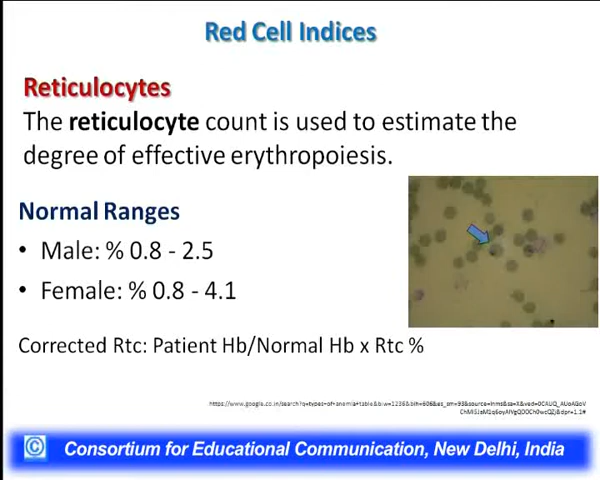 Red Cell Indices
Reticulocytes
The reticulocyte count is used to estimate the
degree of effective erythropoiesis.
Normal Ranges
• Male: % 0.8 - 2.5
• Female: % 0.8 - 4.1
Corrected Rtc: Patient Hb/Normal Hb x Rtc %
© Consortium for Educational Communication, New Delhi, India